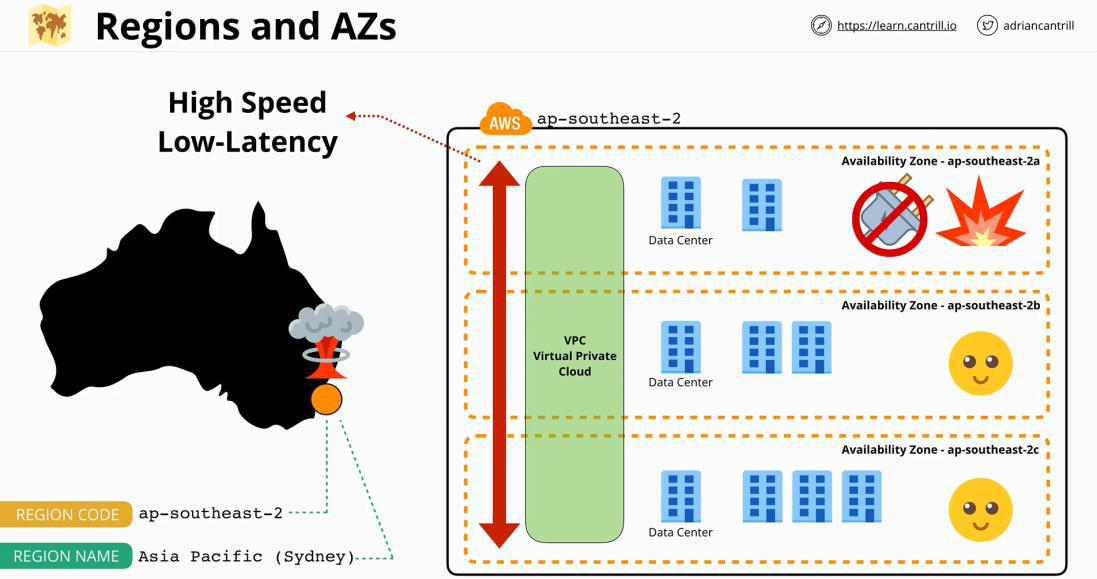 Regions and AZs
https://learn.cantrill.io
adriancantrill
High Speed
Low-Latency
AWS
ap-southeast-2
Availability Zone - ap-southeast-2a
Data Center
Availability Zone - ap-southeast-2b
VPC
Virtual Private
Cloud
Data Center
Availability Zone - ap-southeast-2c
Data Center
REGION CODE
ap-southeast-2
REGION NAME
Asia Pacific (Sydney)